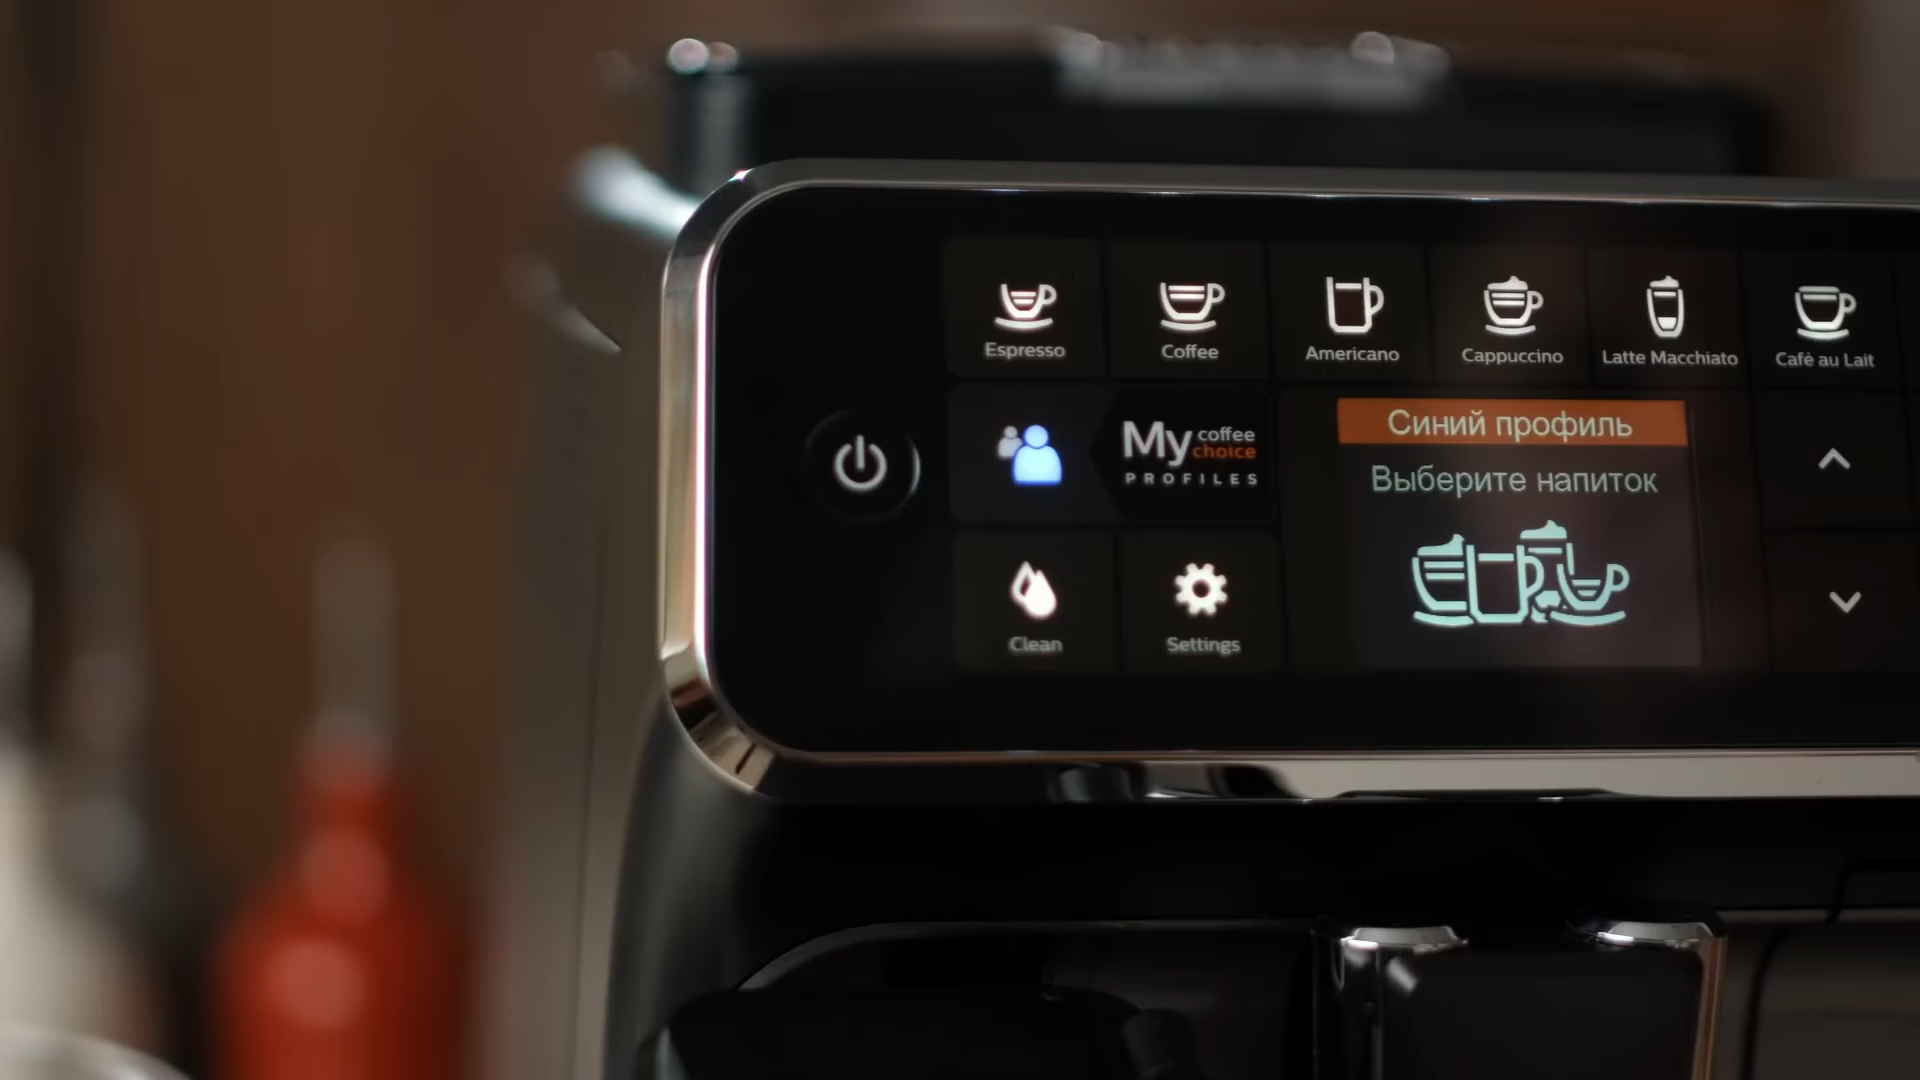 Espresso
Coffee
Americano
Cappuccino
Latte Macchiato
Café au Lait
My coffee choice
PROFILES
Синий профиль
Выберите напиток
Clean
Settings